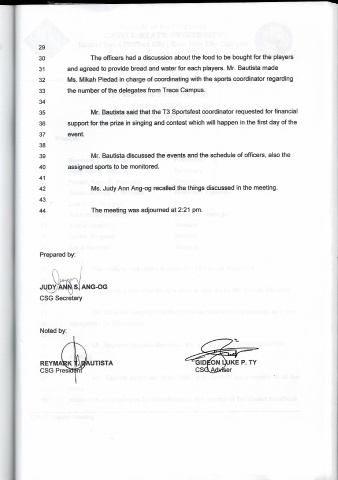 29
30 The officers had a discussion about the food to be bought for the players
31 and agreed to provide bread and water for each players. Mr. Bautista made
32 Ms. Mikah Piedad in charge of coordinating with the sports coordinator regarding
33 the number of the delegates from Trece Campus.
34
35 Mr. Bautista said that the T3 Sportsfest coordinator requested for financial
36 support for the prize in singing and contest which will happen in the first day of the
37 event.
38
39 Mr. Bautista discussed the events and the schedule of officers, also the
40 assigned sports to be monitored.
41
42 Ms. Judy Ann Ang-og recalled the things discussed in the meeting.
43
44 The meeting was adjourned at 2:21 pm.
Prepared by:
JUDY ANN S. ANG-OG
CSG Secretary
Noted by:
REYMARK T. BAUTISTA GIDEON LUKE P. TY
CSG President CSG Adviser